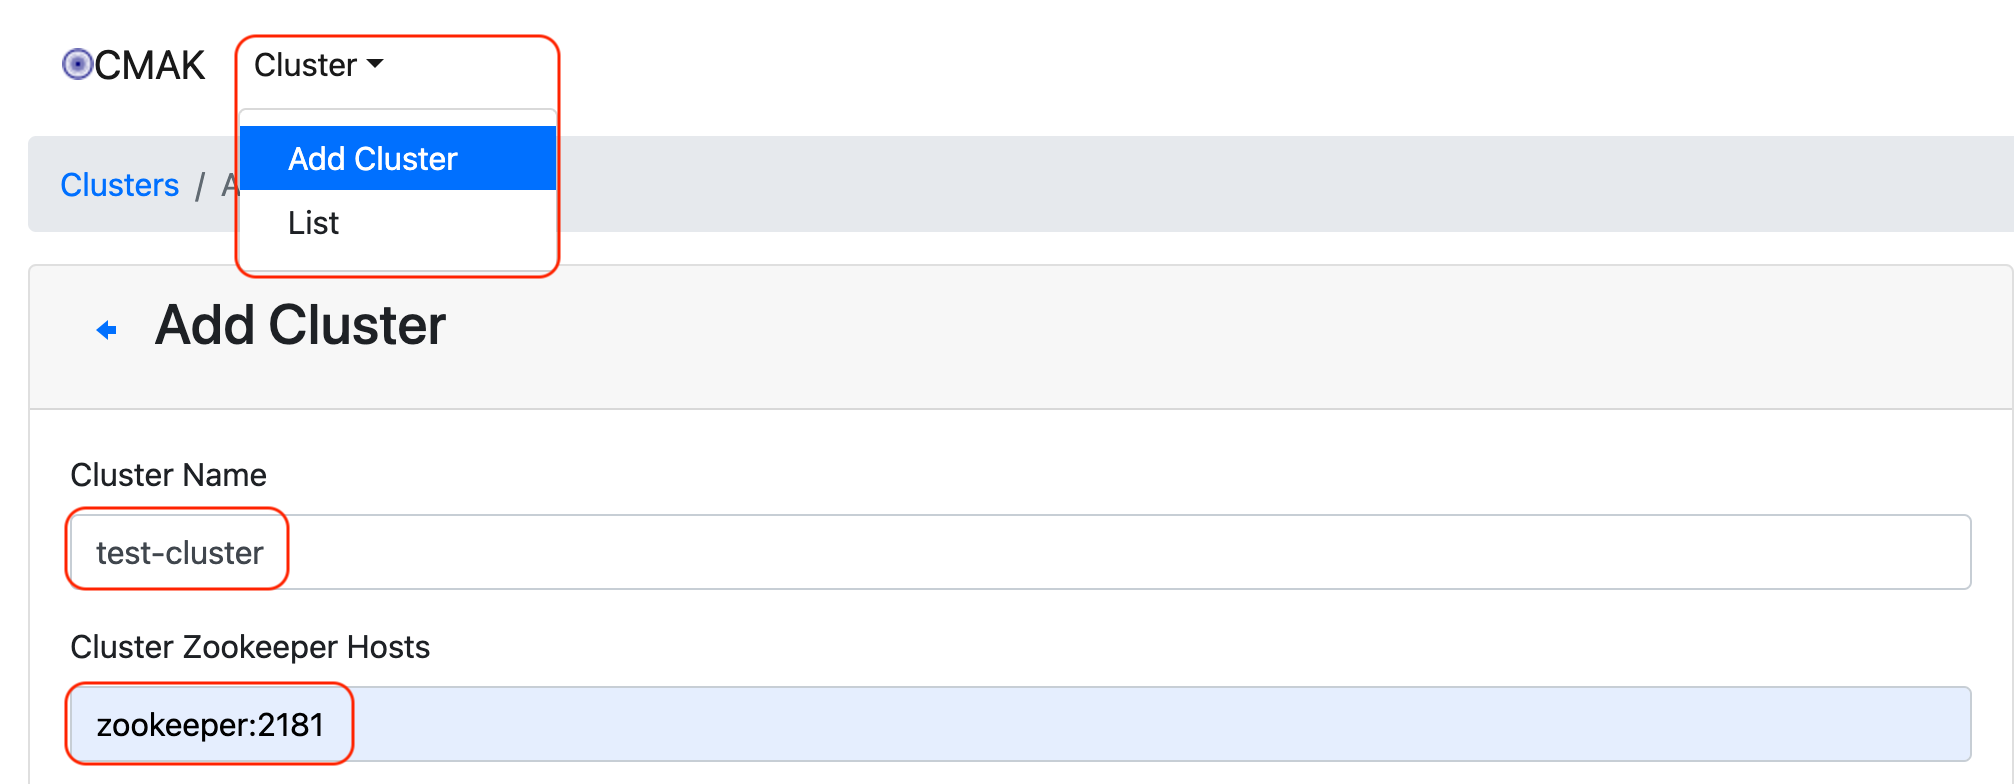 CMAK Cluster
Add Cluster
Clusters / A
List
Add Cluster
Cluster Name
test-cluster
Cluster Zookeeper Hosts
zookeeper:2181